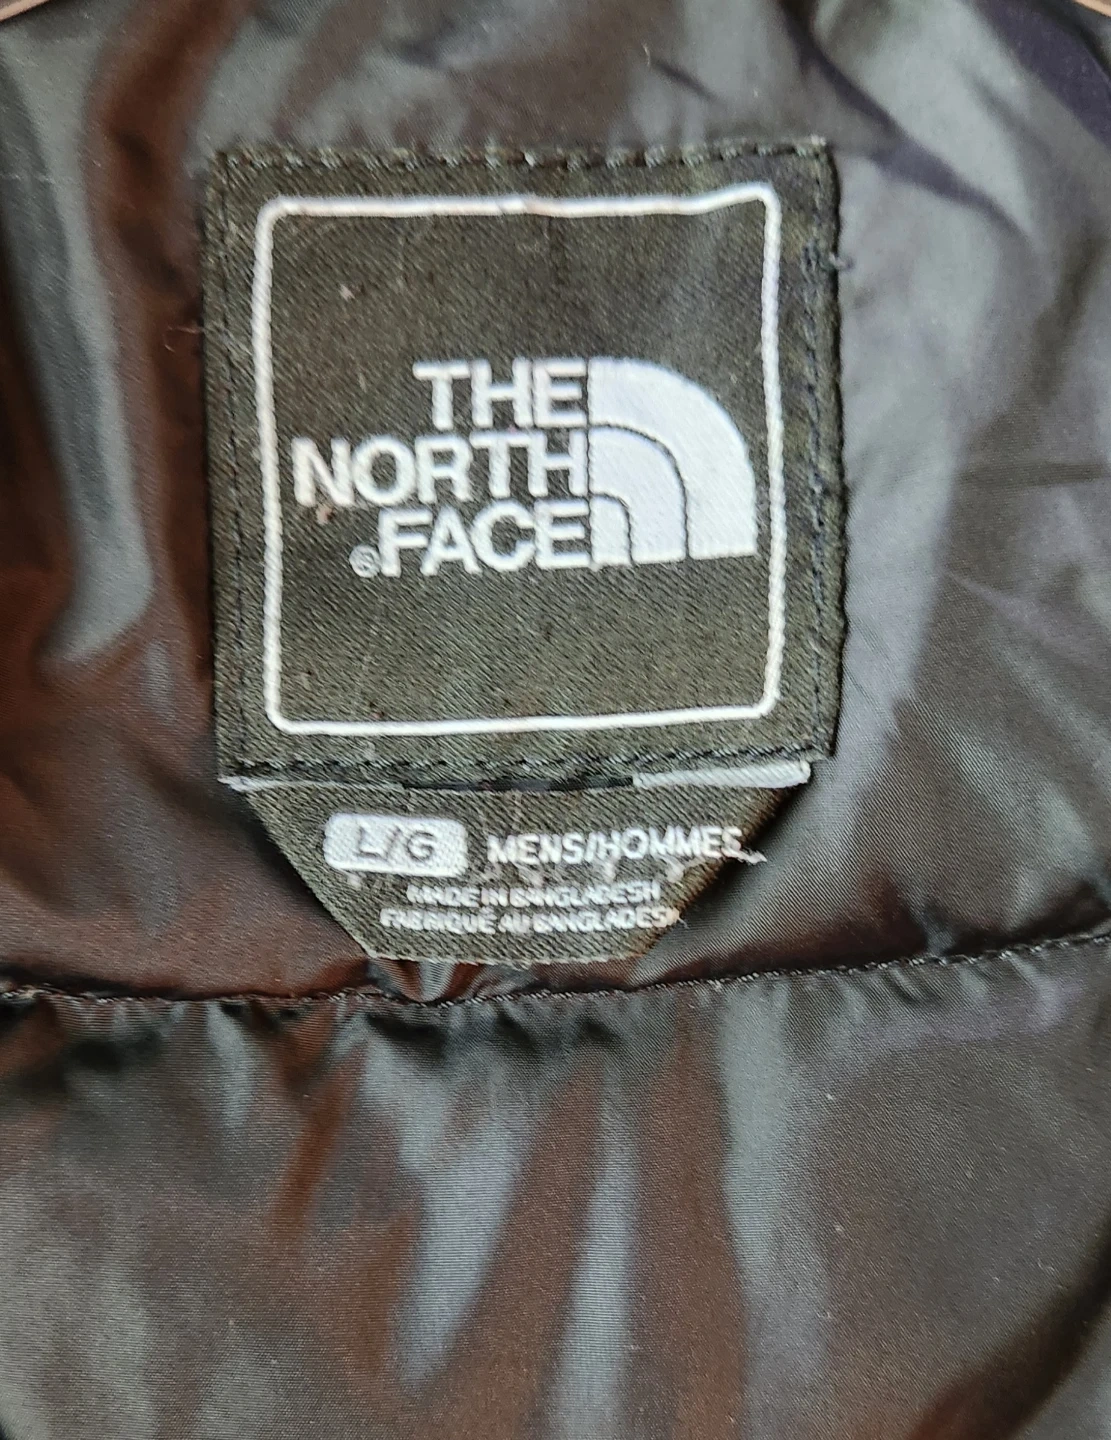 THE
NORTH
®FACE
L/G MENS/HOMMES
MADE IN BANGLADESH
FABRIQUÉ AU BANGLADESH